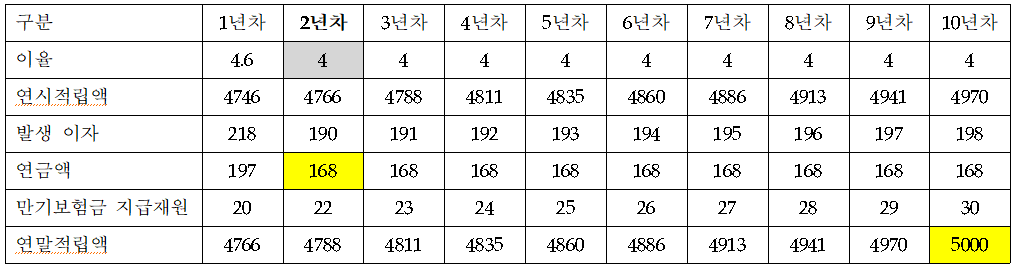 구분 1년차 2년차 3년차 4년차 5년차 6년차 7년차 8년차 9년차 10년차
이율 4.6 4 4 4 4 4 4 4 4 4
연시적립액 4746 4766 4788 4811 4835 4860 4886 4913 4941 4970
발생 이자 218 190 191 192 193 194 195 196 197 198
연금액 197 168 168 168 168 168 168 168 168 168
만기보험금 지급재원 20 22 23 24 25 26 27 28 29 30
연말적립액 4766 4788 4811 4835 4860 4886 4913 4941 4970 5000